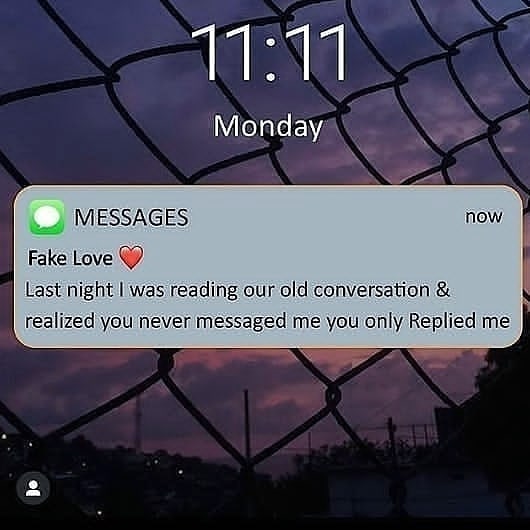 11:11
Monday
MESSAGES
now
Fake Love ❤️
Last night I was reading our old conversation &
realized you never messaged me you only Replied me